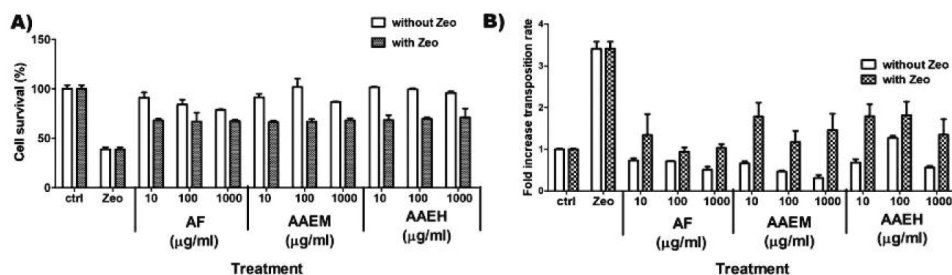 A)
without Zeo
with Zeo
Cell survival (%)
150
100
50
0
ctrl Zeo 10 100 1000 10 100 1000 10 100 1000
AF AAEM AAEH
(μg/ml) (μg/ml) (μg/ml)
Treatment
B)
without Zeo
with Zeo
Fold increase transposition rate
4
3
2
1
0
ctrl Zeo 10 100 1000 10 100 1000 10 100 1000
AF AAEM AAEH
(μg/ml) (μg/ml) (μg/ml)
Treatment